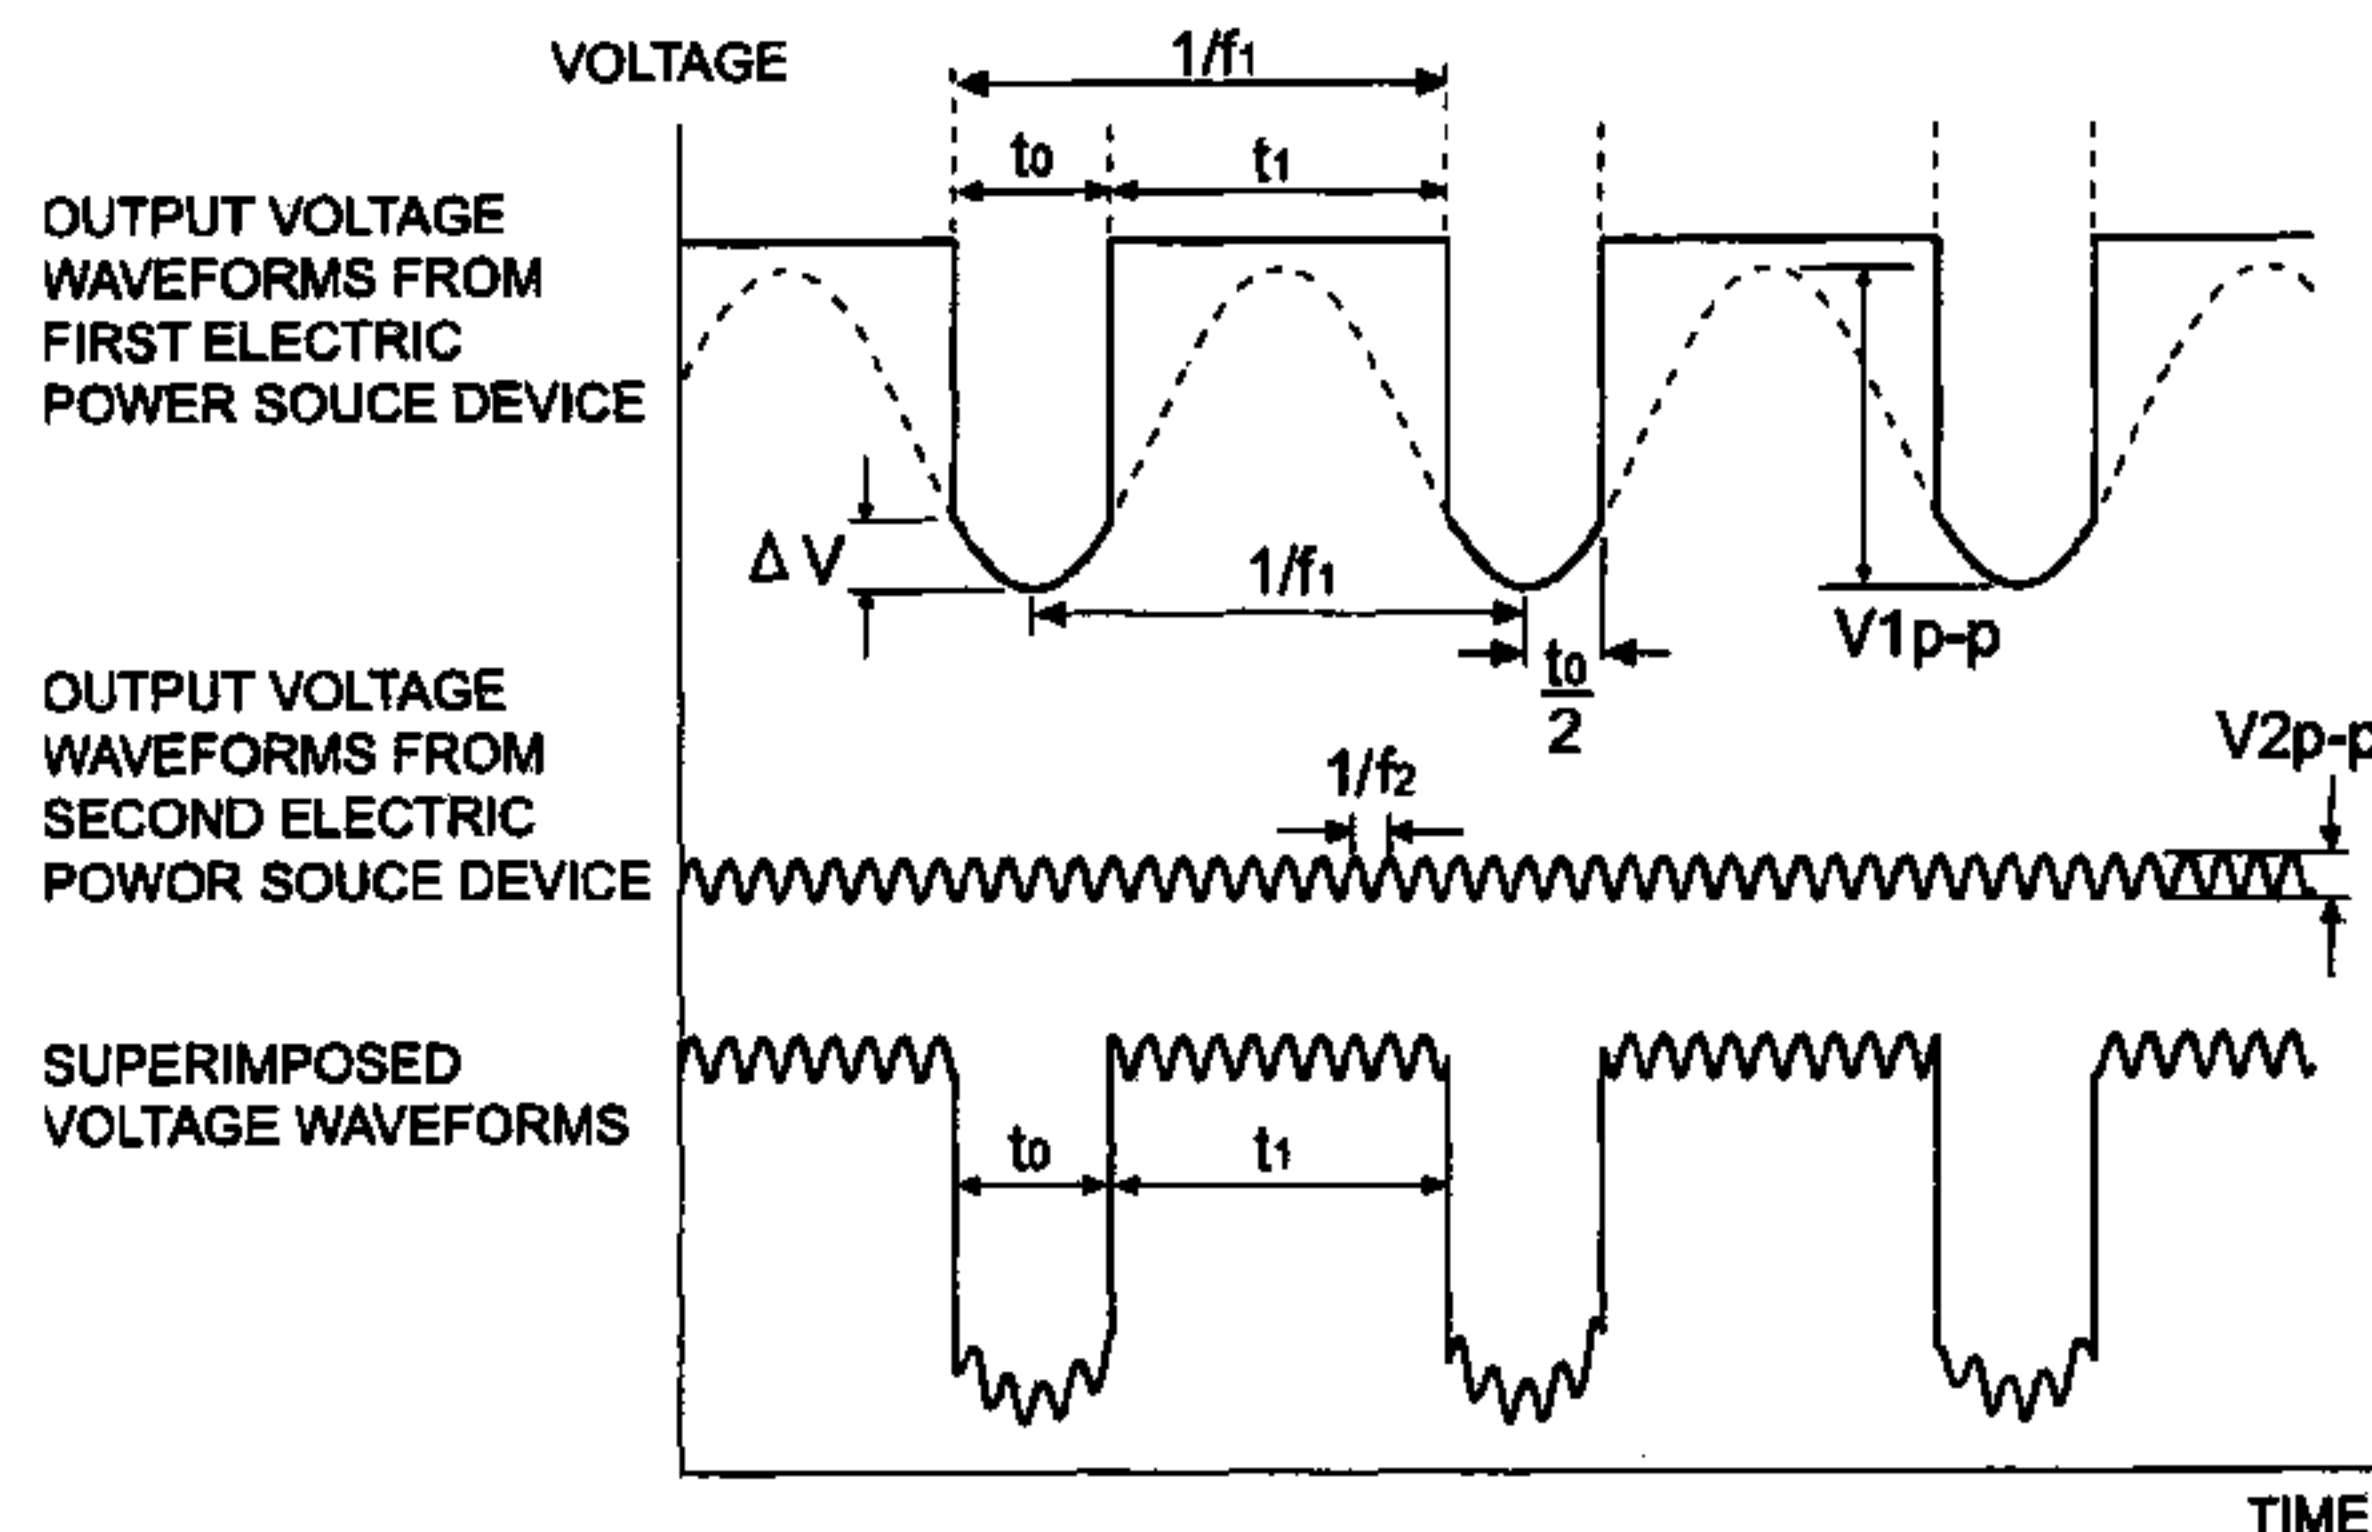 VOLTAGE
1/f1
t0
t1
OUTPUT VOLTAGE
WAVEFORMS FROM
FIRST ELECTRIC
POWER SOUCE DEVICE
Δ V
1/f1
V1p-p
t0
2
OUTPUT VOLTAGE
WAVEFORMS FROM
SECOND ELECTRIC
POWOR SOUCE DEVICE
1/f2
V2p-p
SUPERIMPOSED
VOLTAGE WAVEFORMS
t0
t1
TIME